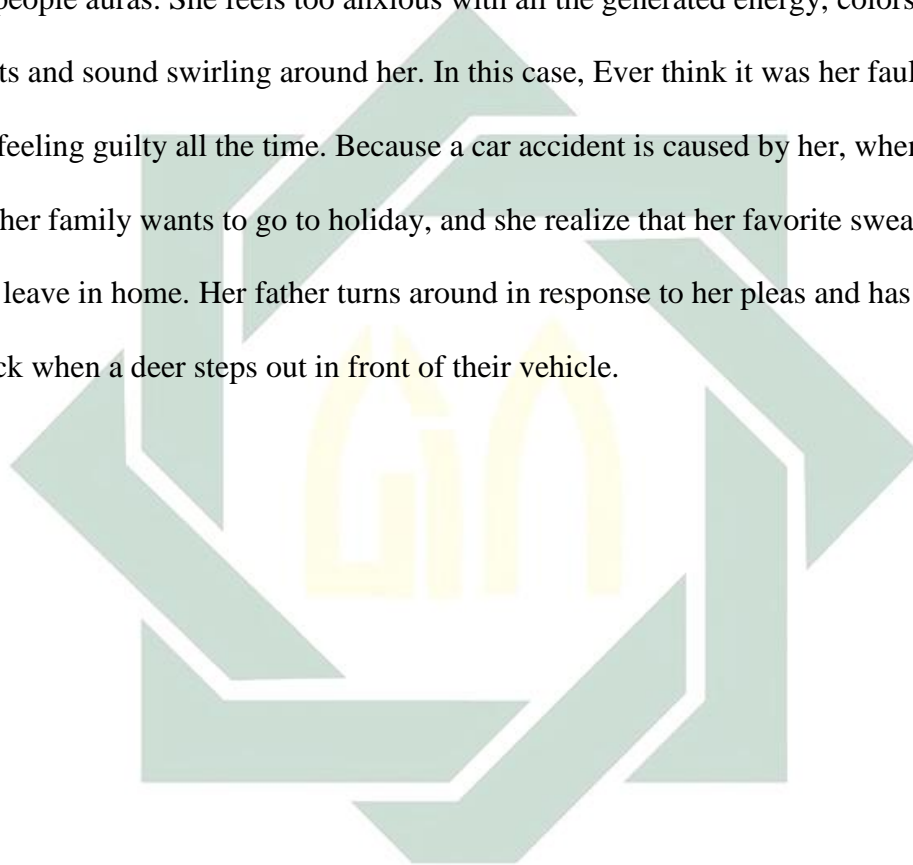 people auras. She feels too anxious with all the generated energy, colors
ts and sound swirling around her. In this case, Ever think it was her faul
feeling guilty all the time. Because a car accident is caused by her, when
her family wants to go to holiday, and she realize that her favorite swea
leave in home. Her father turns around in response to her pleas and has
ck when a deer steps out in front of their vehicle.